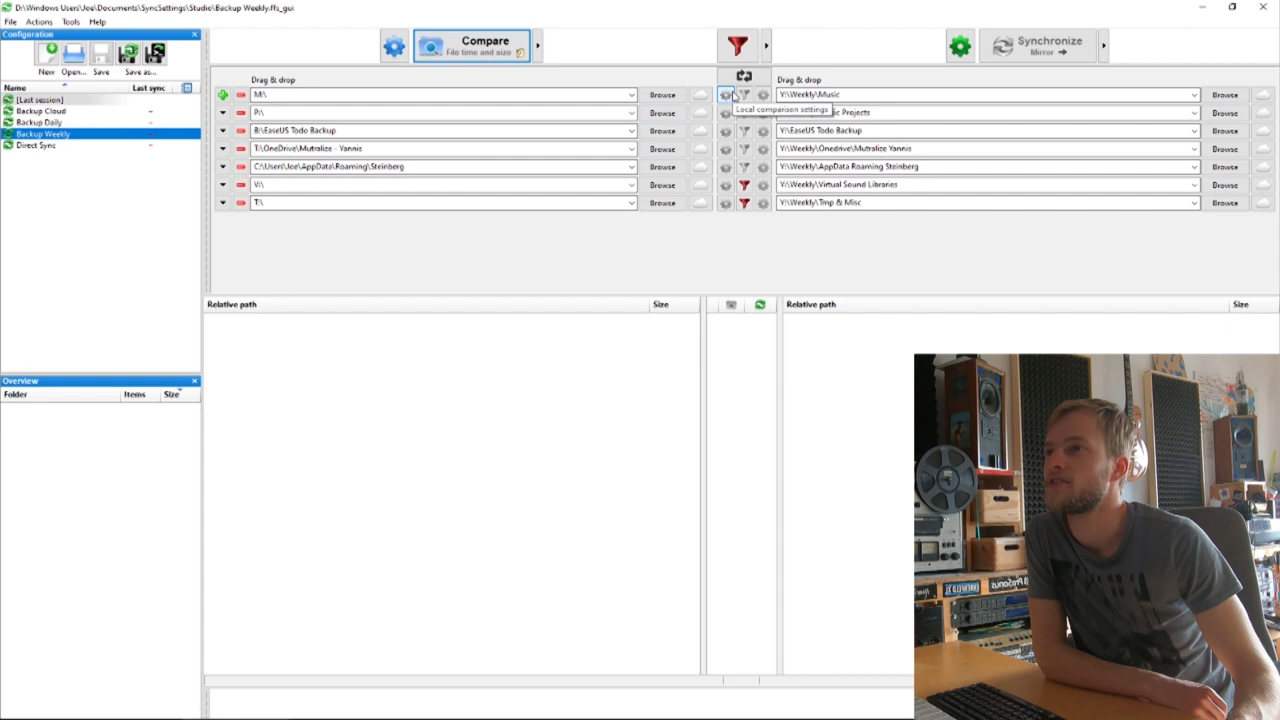 D:\Windows Users\Joe\Documents\SyncSettings\Studio\Backup Weekly.ffs_gui
File Actions Tools Help
Configuration
Compare
File time and size
Synchronize
Mirror
New Open... Save Save as...
Name Last sync
[Last session]
Backup Cloud -
Backup Daily -
Backup Weekly -
Direct Sync -
Drag & drop Drag & drop
M:\ Browse Y:\Weekly\Music Browse
Local comparison settings
P:\ Browse Projects Browse
B:\EaseUS Todo Backup Browse Y:\EaseUS Todo Backup Browse
T:\OneDrive\Mutralize - Yannis Browse Y:\Weekly\Onedrive\Mutralize Yannis Browse
C:\Users\Joe\AppData\Roaming\Steinberg Browse Y:\Weekly\AppData Roaming Steinberg Browse
V:\ Browse Y:\Weekly\Virtual Sound Libraries Browse
T:\ Browse Y:\Weekly\Tmp & Misc Browse
Relative path Size Relative path Size
Overview
Folder Items Size
PreSonus